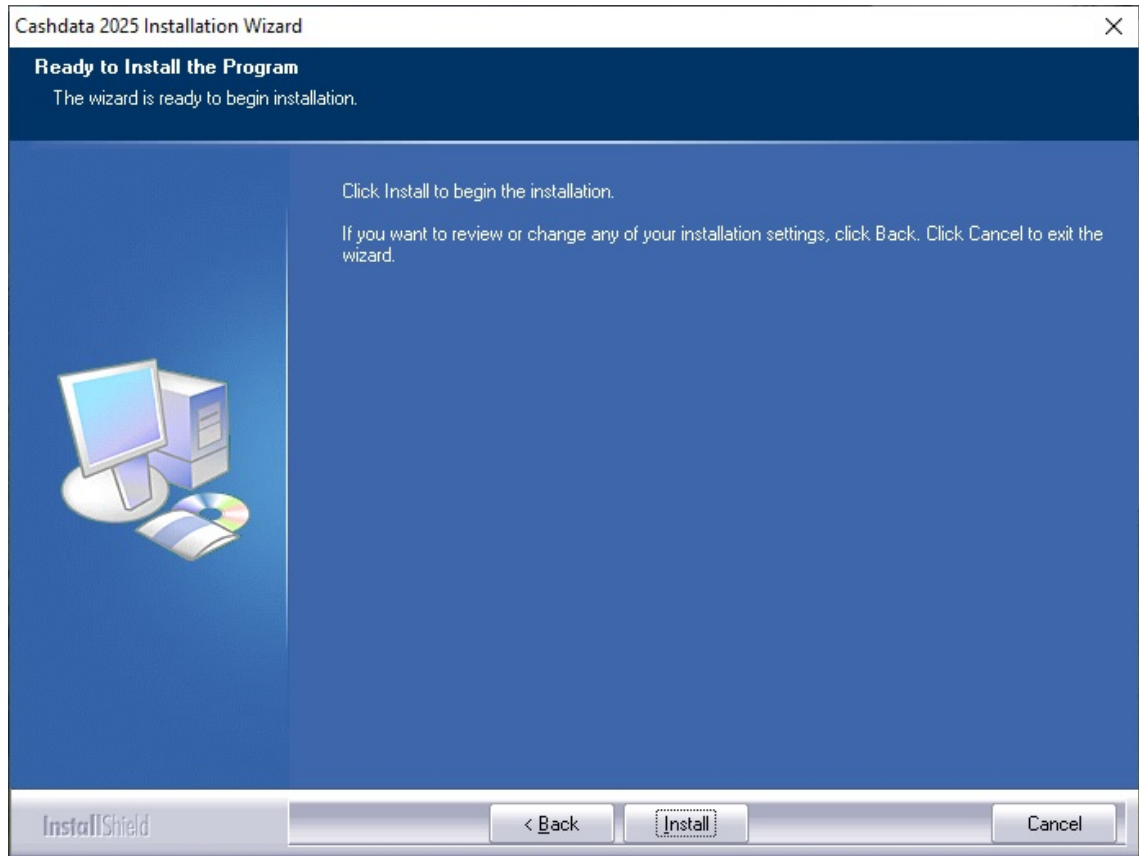 Cashdata 2025 Installation Wizard
Ready to Install the Program
The wizard is ready to begin installation.
Click Install to begin the installation.
If you want to review or change any of your installation settings, click Back. Click Cancel to exit the
wizard.
InstallShield
< Back
Install
Cancel